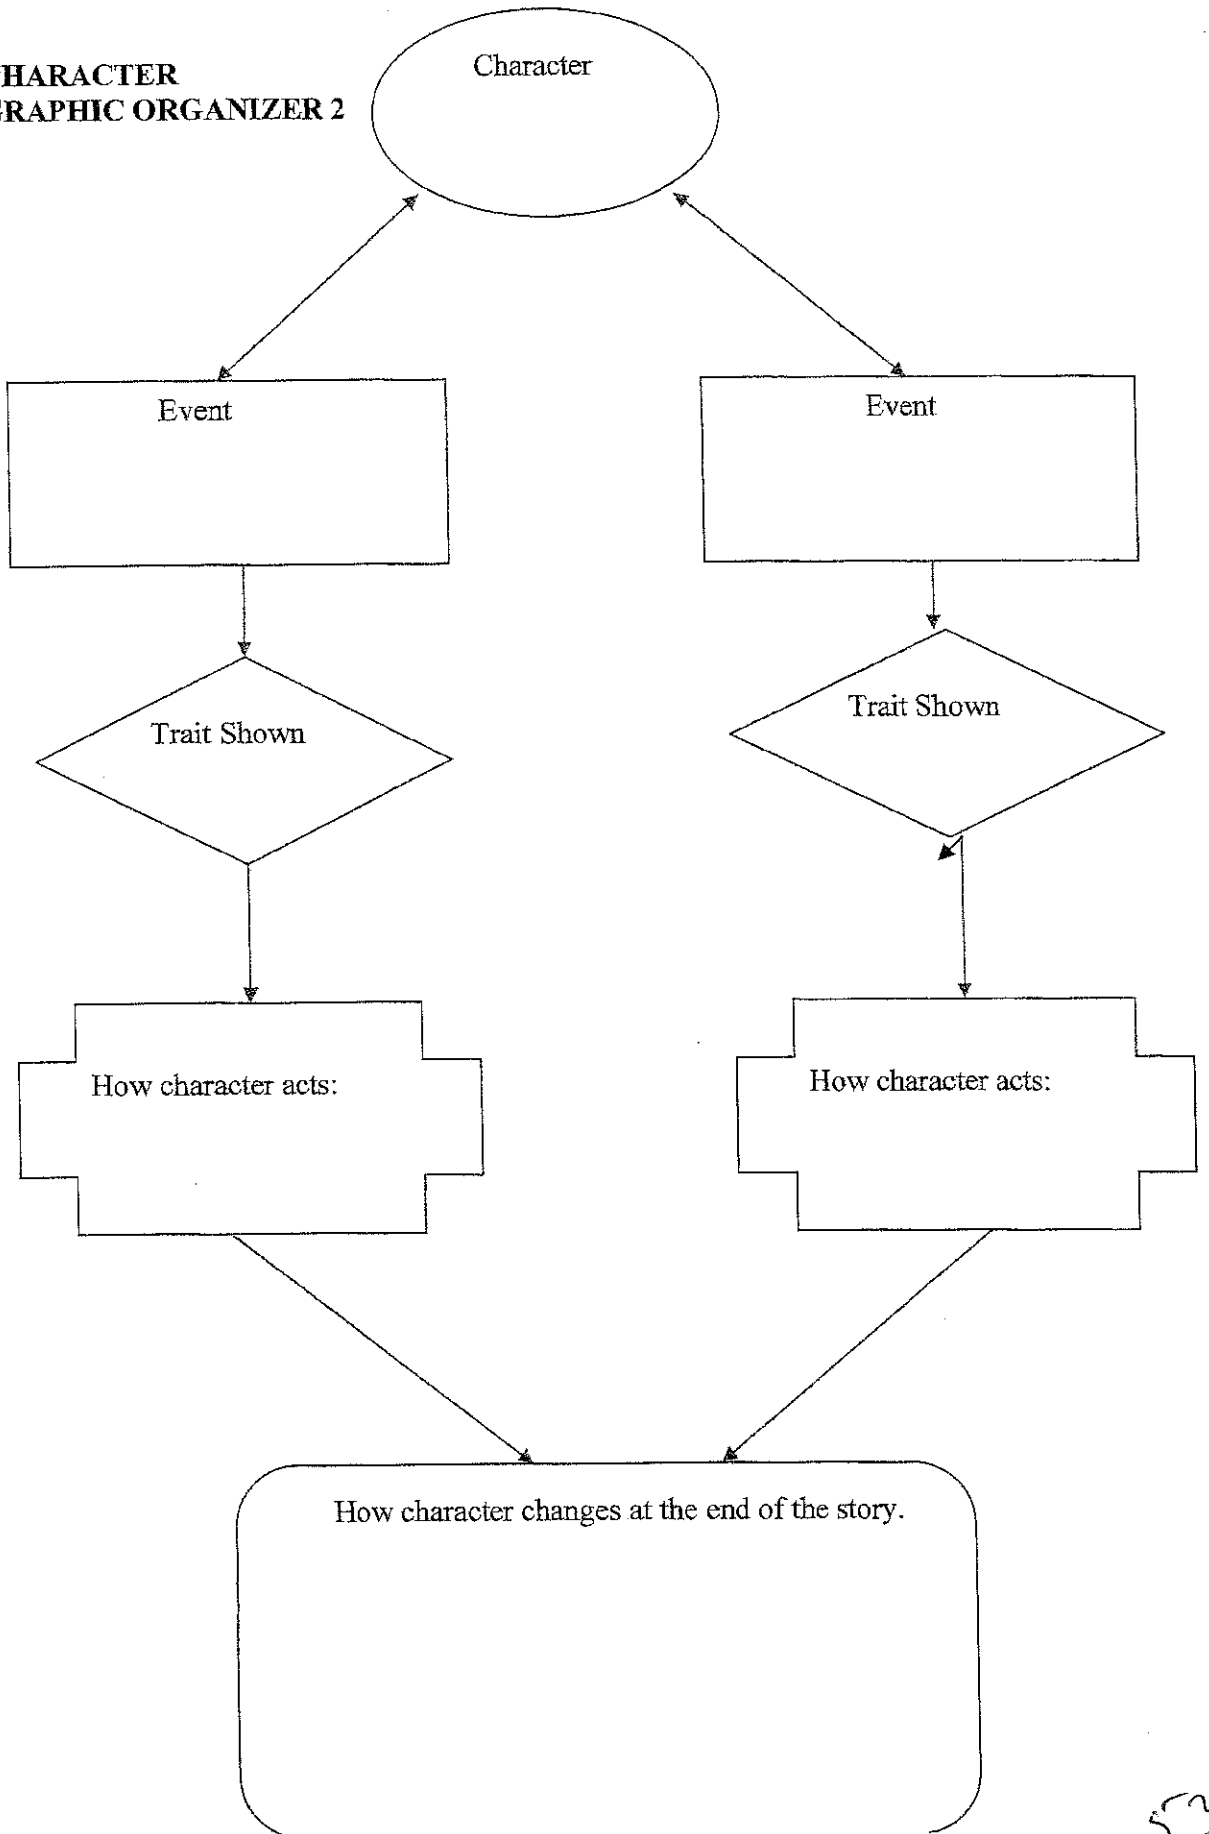 HARACTER
GRAPHIC ORGANIZER 2
Character
Event
Event
Trait Shown
Trait Shown
How character acts:
How character acts:
How character changes at the end of the story.